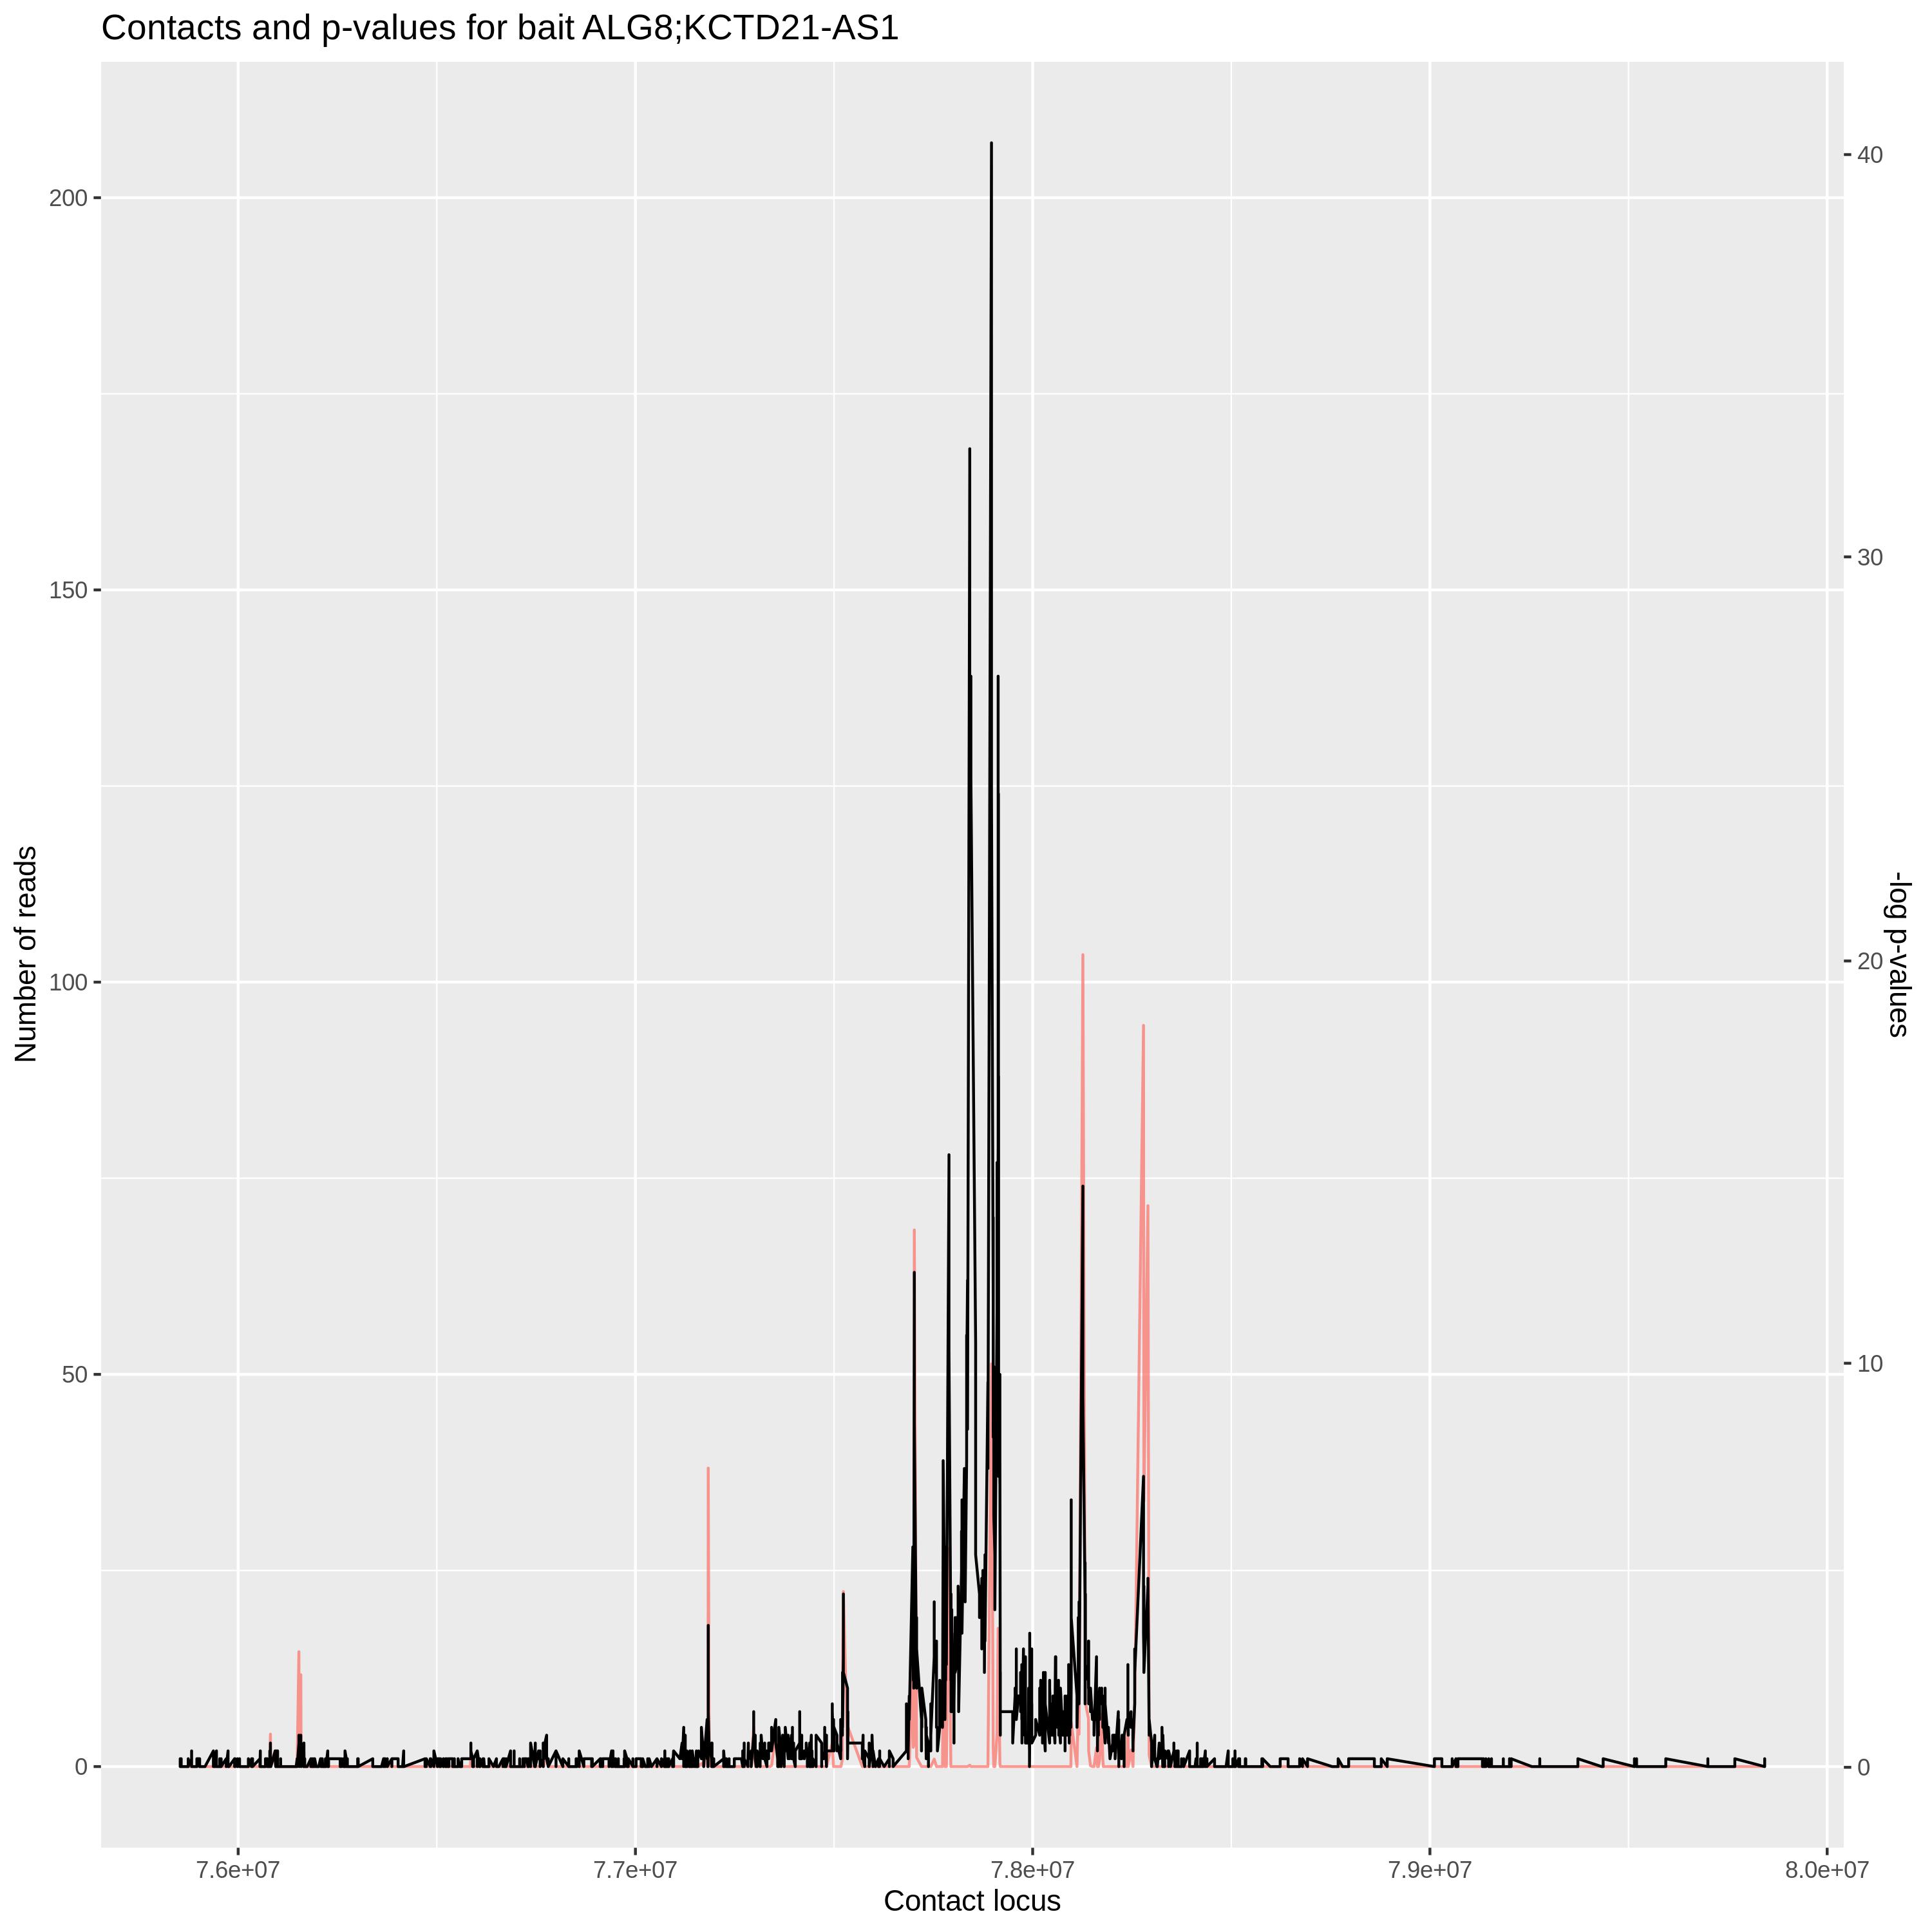 Contacts and p-values for bait ALG8;KCTD21-AS1
200
150
100
50
0
Number of reads
40
30
20
10
0
-log p-values
7.6e+07 7.7e+07 7.8e+07 7.9e+07 8.0e+07
Contact locus